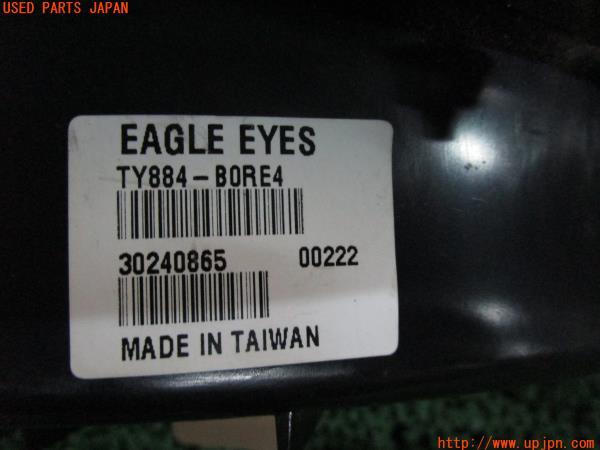 USED PARTS JAPAN
EAGLE EYES
TY884-B0RE4
30240865 00222
MADE IN TAIWAN
http://www.upjpn.com/